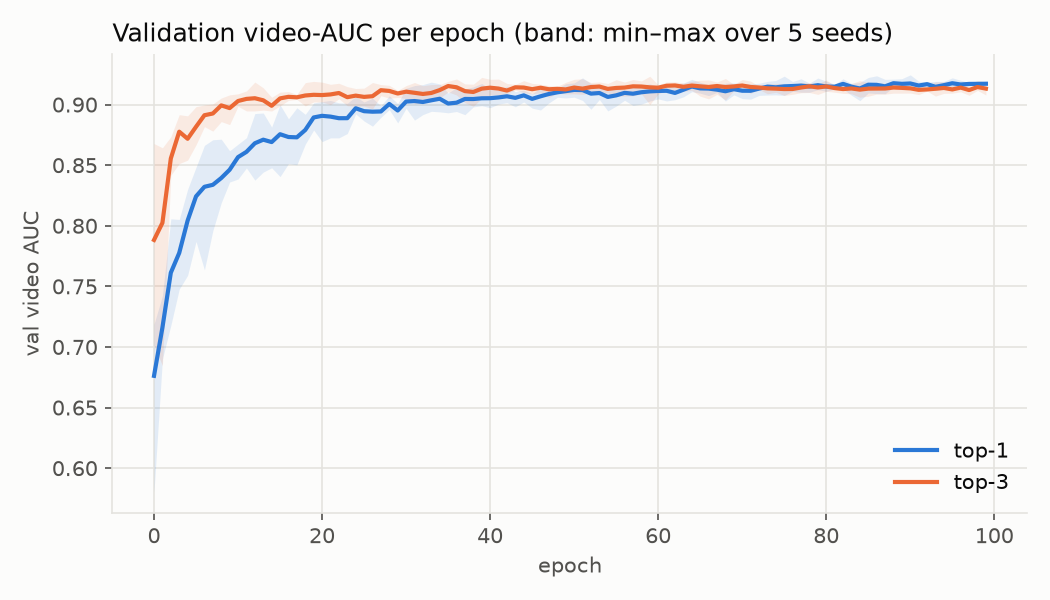 Validation video-AUC per epoch (band: min–max over 5 seeds)
val video AUC
0.90
0.85
0.80
0.75
0.70
0.65
0.60
top-1
top-3
0 20 40 60 80 100
epoch